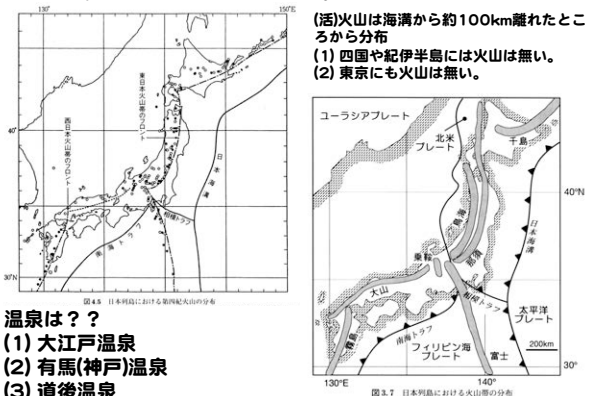 130°
150°E
東日本火山帯のフロント
西日本火山帯のフロント
40°
日本海溝
相模トラフ
南海トラフ
30°N
図4.5 日本列島における第四紀火山の分布
温泉は？？
(1) 大江戸温泉
(2) 有馬(神戸)温泉
(3) 道後温泉
(活)火山は海溝から約100km離れたとこ
ろから分布
(1) 四国や紀伊半島には火山は無い。
(2) 東京にも火山は無い。
ユーラシアプレート
北米
プレート
千島
40°N
鳥海
日本海溝
那須
乗鞍
大山
相模トラフ
太平洋
プレート
霧島
南海トラフ
フィリピン海
プレート
富士
200km
30°
130°E
140°
図3.7 日本列島における火山帯の分布